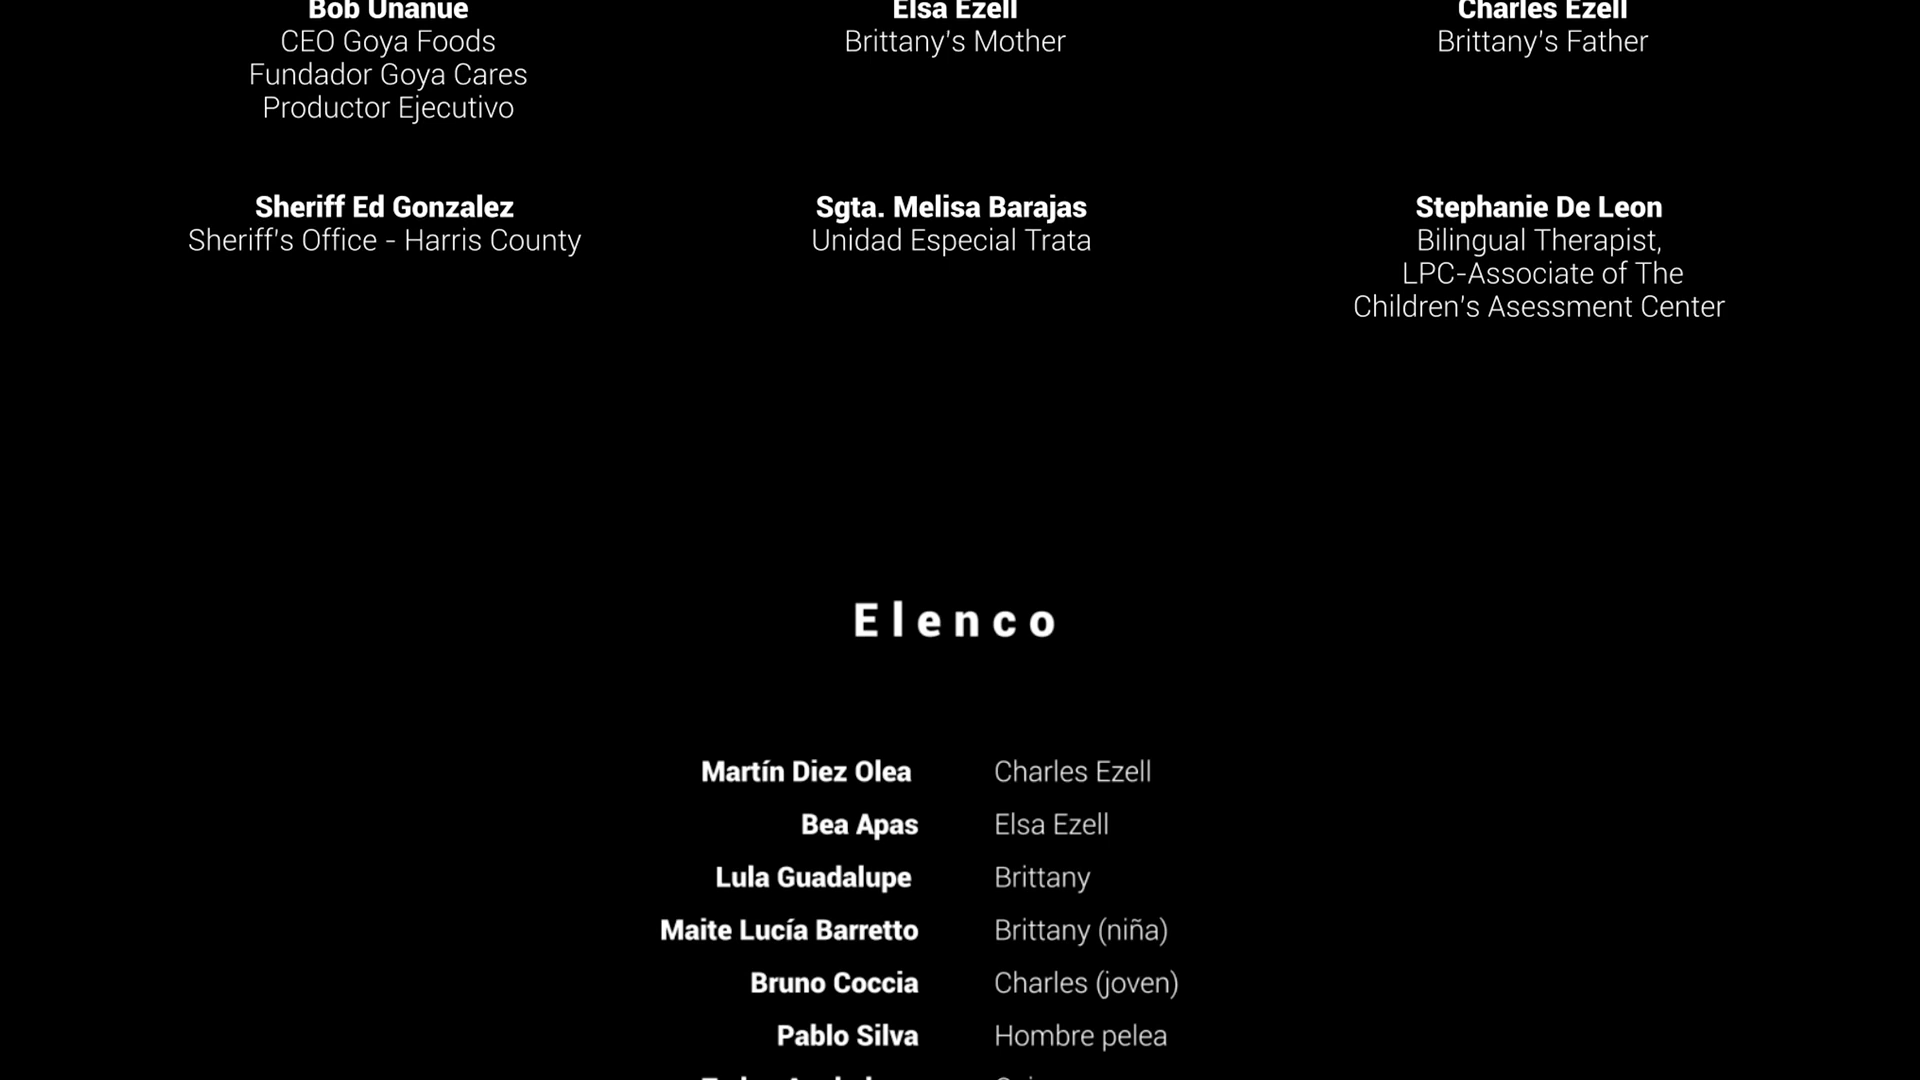 Bob Unanue
CEO Goya Foods
Fundador Goya Cares
Productor Ejecutivo
Elsa Ezell
Brittany's Mother
Charles Ezell
Brittany's Father
Sheriff Ed Gonzalez
Sheriff's Office - Harris County
Sgta. Melisa Barajas
Unidad Especial Trata
Stephanie De Leon
Bilingual Therapist,
LPC-Associate of The
Children's Asessment Center
Elenco
Martín Diez Olea Charles Ezell
Bea Apas Elsa Ezell
Lula Guadalupe Brittany
Maite Lucía Barretto Brittany (niña)
Bruno Coccia Charles (joven)
Pablo Silva Hombre pelea